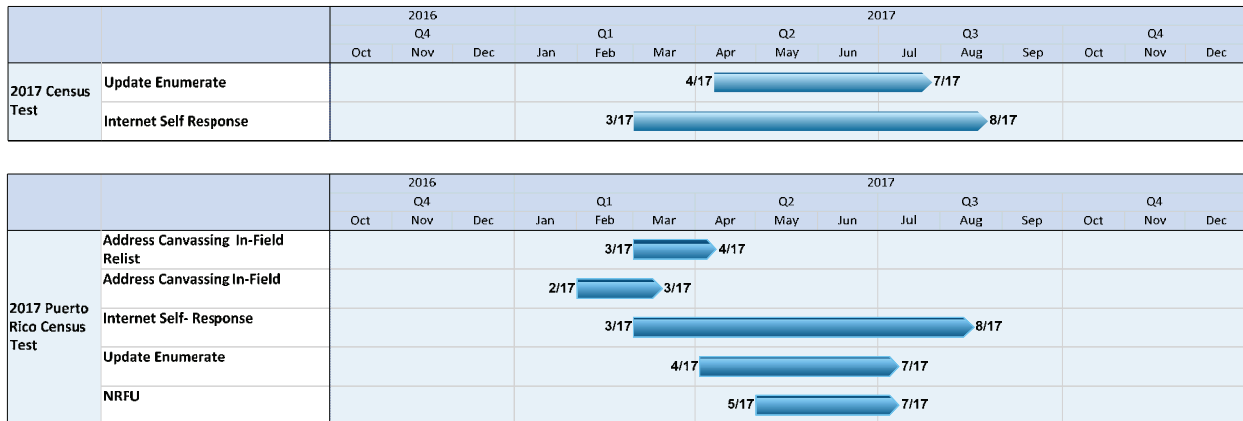 2016 2017
Q4 Q1 Q2 Q3 Q4
Oct Nov Dec Jan Feb Mar Apr May Jun Jul Aug Sep Oct Nov Dec
2017 Census
Test
Update Enumerate 4/17 7/17
Internet Self Response 3/17 8/17
2016 2017
Q4 Q1 Q2 Q3 Q4
Oct Nov Dec Jan Feb Mar Apr May Jun Jul Aug Sep Oct Nov Dec
2017 Puerto
Rico Census
Test
Address Canvassing In-Field
Relist 3/17 4/17
Address Canvassing In-Field 2/17 3/17
Internet Self- Response 3/17 8/17
Update Enumerate 4/17 7/17
NRFU 5/17 7/17